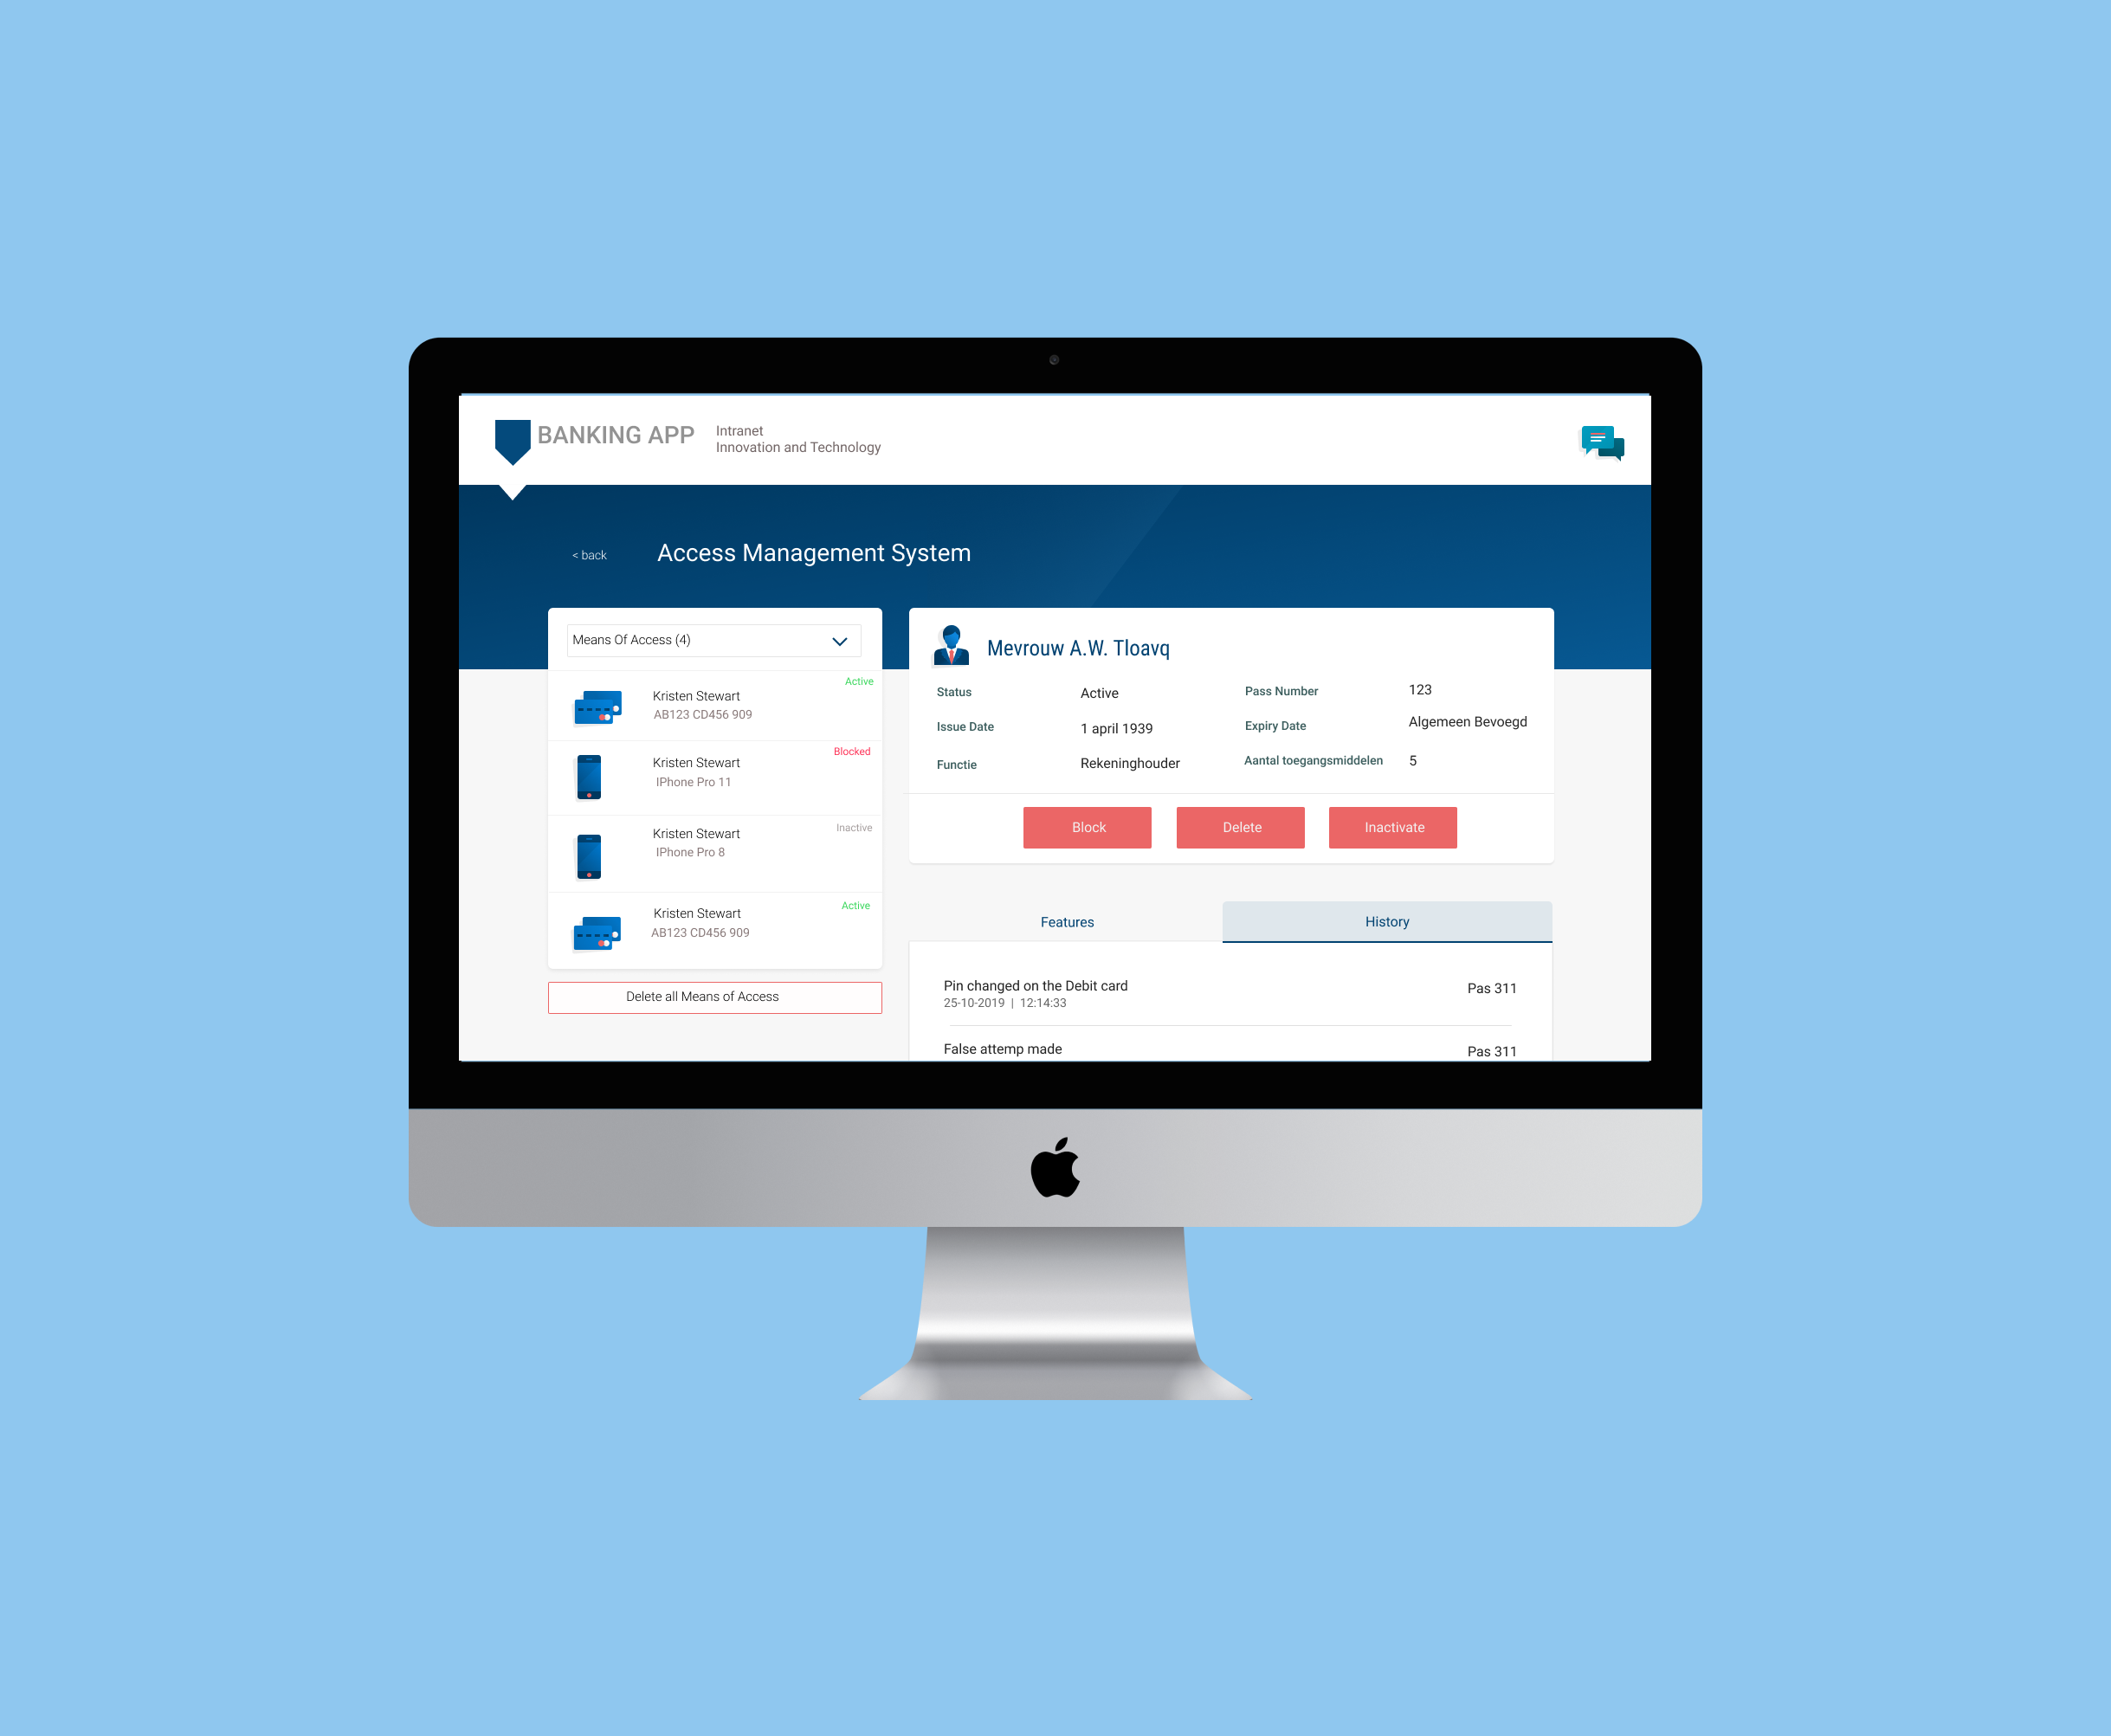 BANKING APP
Intranet
Innovation and Technology
< back
Access Management System
Means Of Access (4)
Active
Kristen Stewart
AB123 CD456 909
Blocked
Kristen Stewart
IPhone Pro 11
Inactive
Kristen Stewart
IPhone Pro 8
Active
Kristen Stewart
AB123 CD456 909
Delete all Means of Access
Mevrouw A.W. Tloavq
Status Active Pass Number 123
Issue Date 1 april 1939 Expiry Date Algemeen Bevoegd
Functie Rekeninghouder Aantal toegangsmiddelen 5
Block Delete Inactivate
Features History
Pin changed on the Debit card Pas 311
25-10-2019 | 12:14:33
False attemp made Pas 311